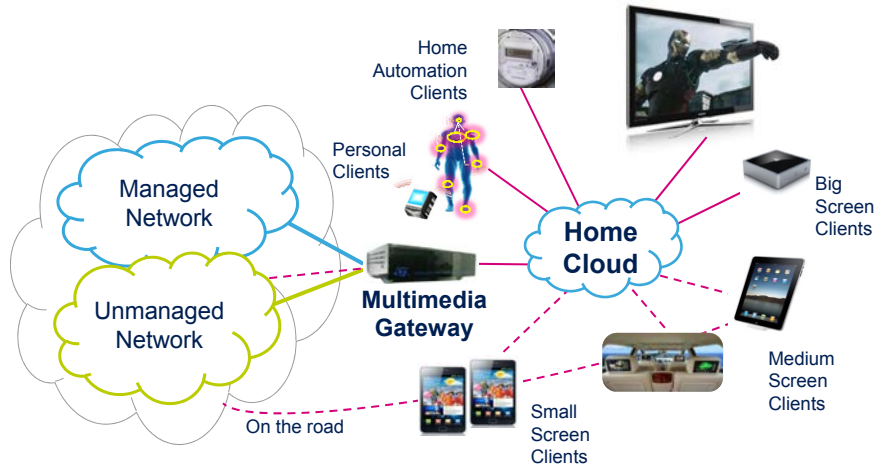 Home
Automation
Clients
Personal
Clients
Managed
Network
Unmanaged
Network
Multimedia
Gateway
Home
Cloud
Big
Screen
Clients
Medium
Screen
Clients
Small
Screen
Clients
On the road